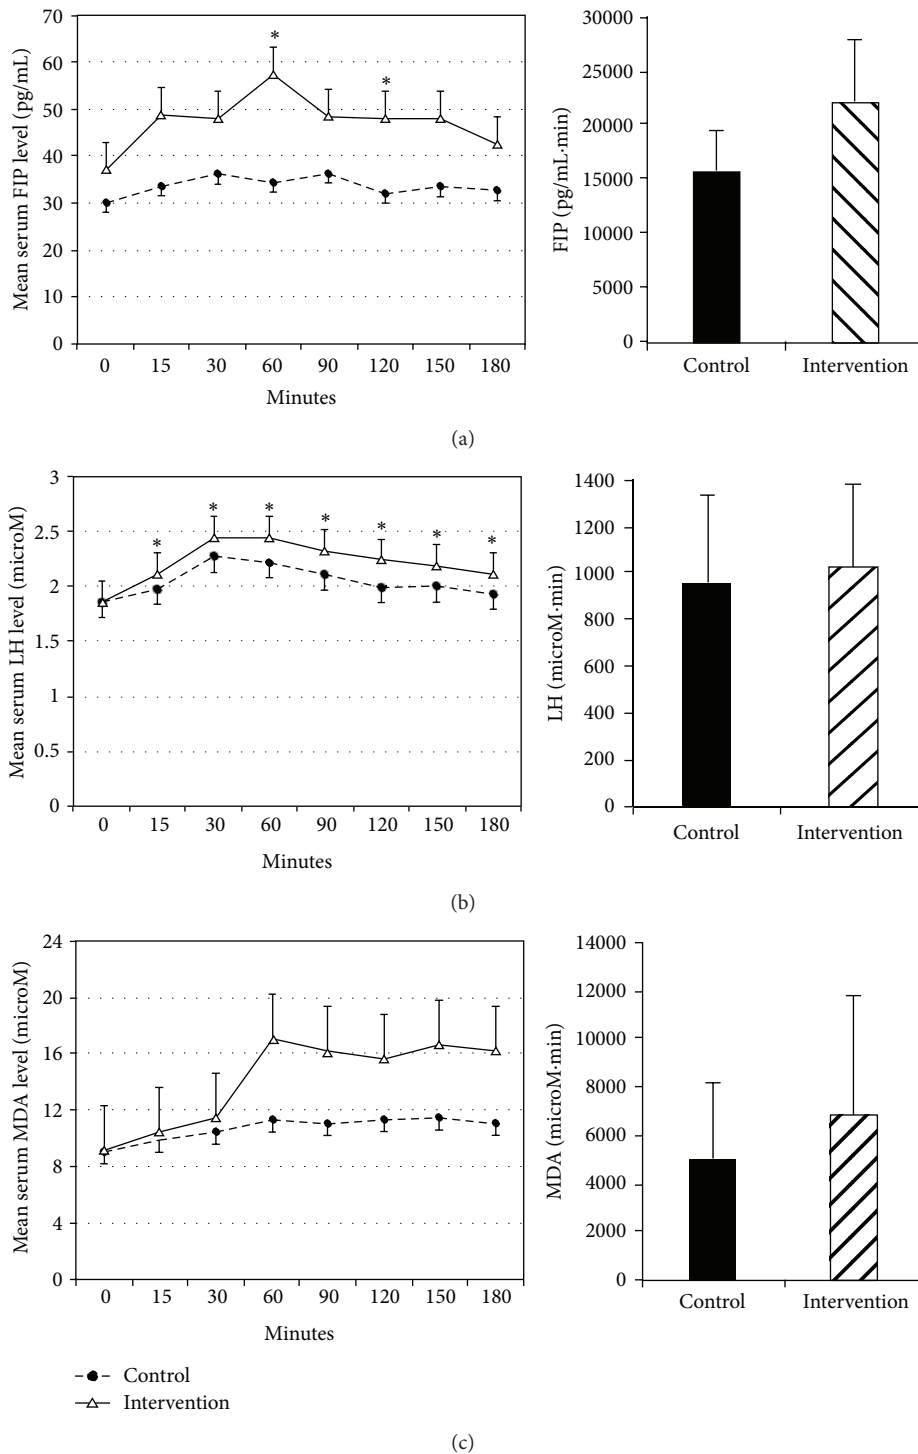 Mean serum FIP level (pg/mL)
70
60
50
40
30
20
10
0
* *
0 15 30 60 90 120 150 180
Minutes
FIP (pg/mL·min)
30000
25000
20000
15000
10000
5000
0
Control Intervention
(a)
Mean serum LH level (microM)
3
2.5
2
1.5
1
0.5
0
* * * * * * *
0 15 30 60 90 120 150 180
Minutes
LH (microM·min)
1400
1200
1000
800
600
400
200
0
Control Intervention
(b)
Mean serum MDA level (microM)
24
20
16
12
8
4
0
0 15 30 60 90 120 150 180
Minutes
MDA (microM·min)
14000
12000
10000
8000
6000
4000
2000
0
Control Intervention
Control
Intervention
(c)